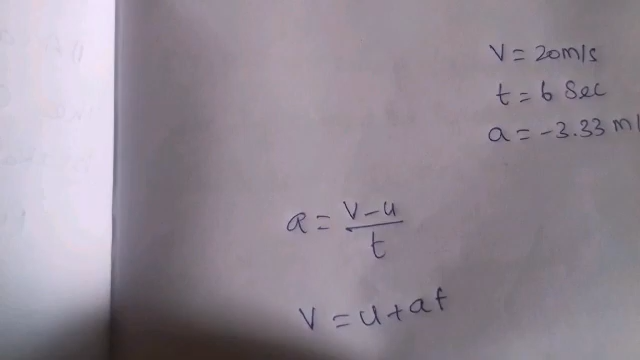 V = 20m/s
t = 6 Sec
a = -3.33 m/
a = V-u/t
V = u + at